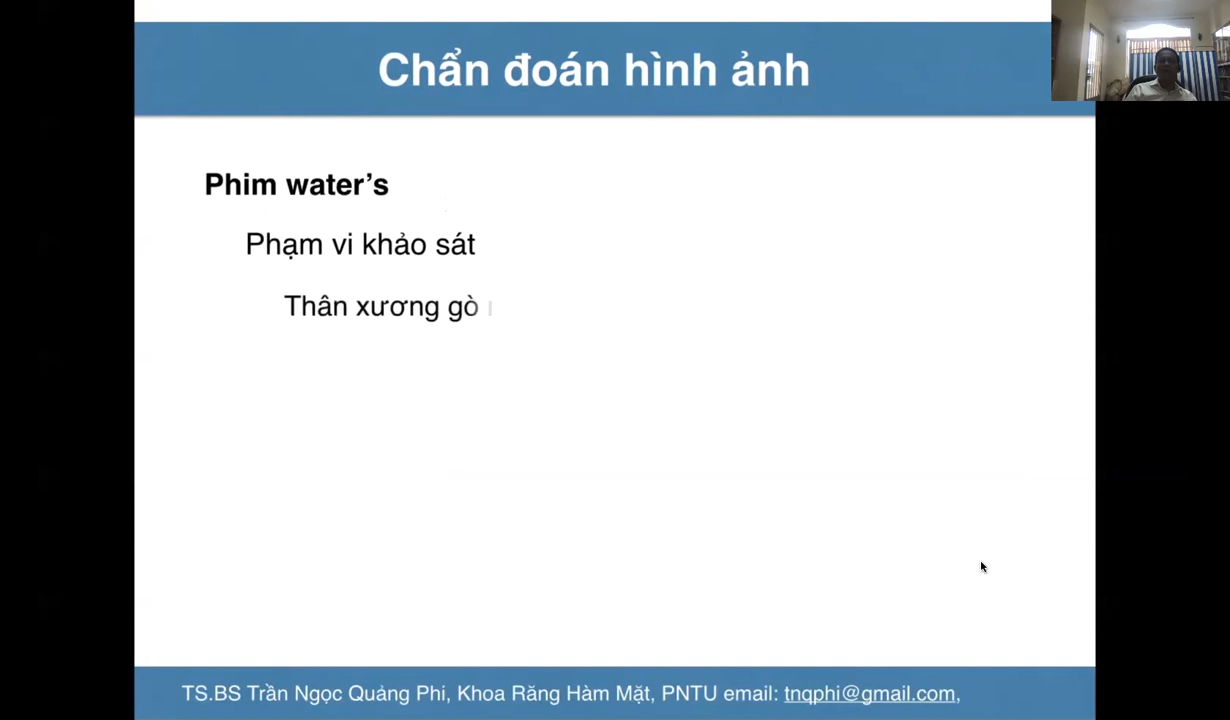 Chẩn đoán hình ảnh
Phim water’s
Phạm vi khảo sát
Thân xương gò
TS.BS Trần Ngọc Quảng Phi, Khoa Răng Hàm Mặt, PNTU email: tnqphi@gmail.com,